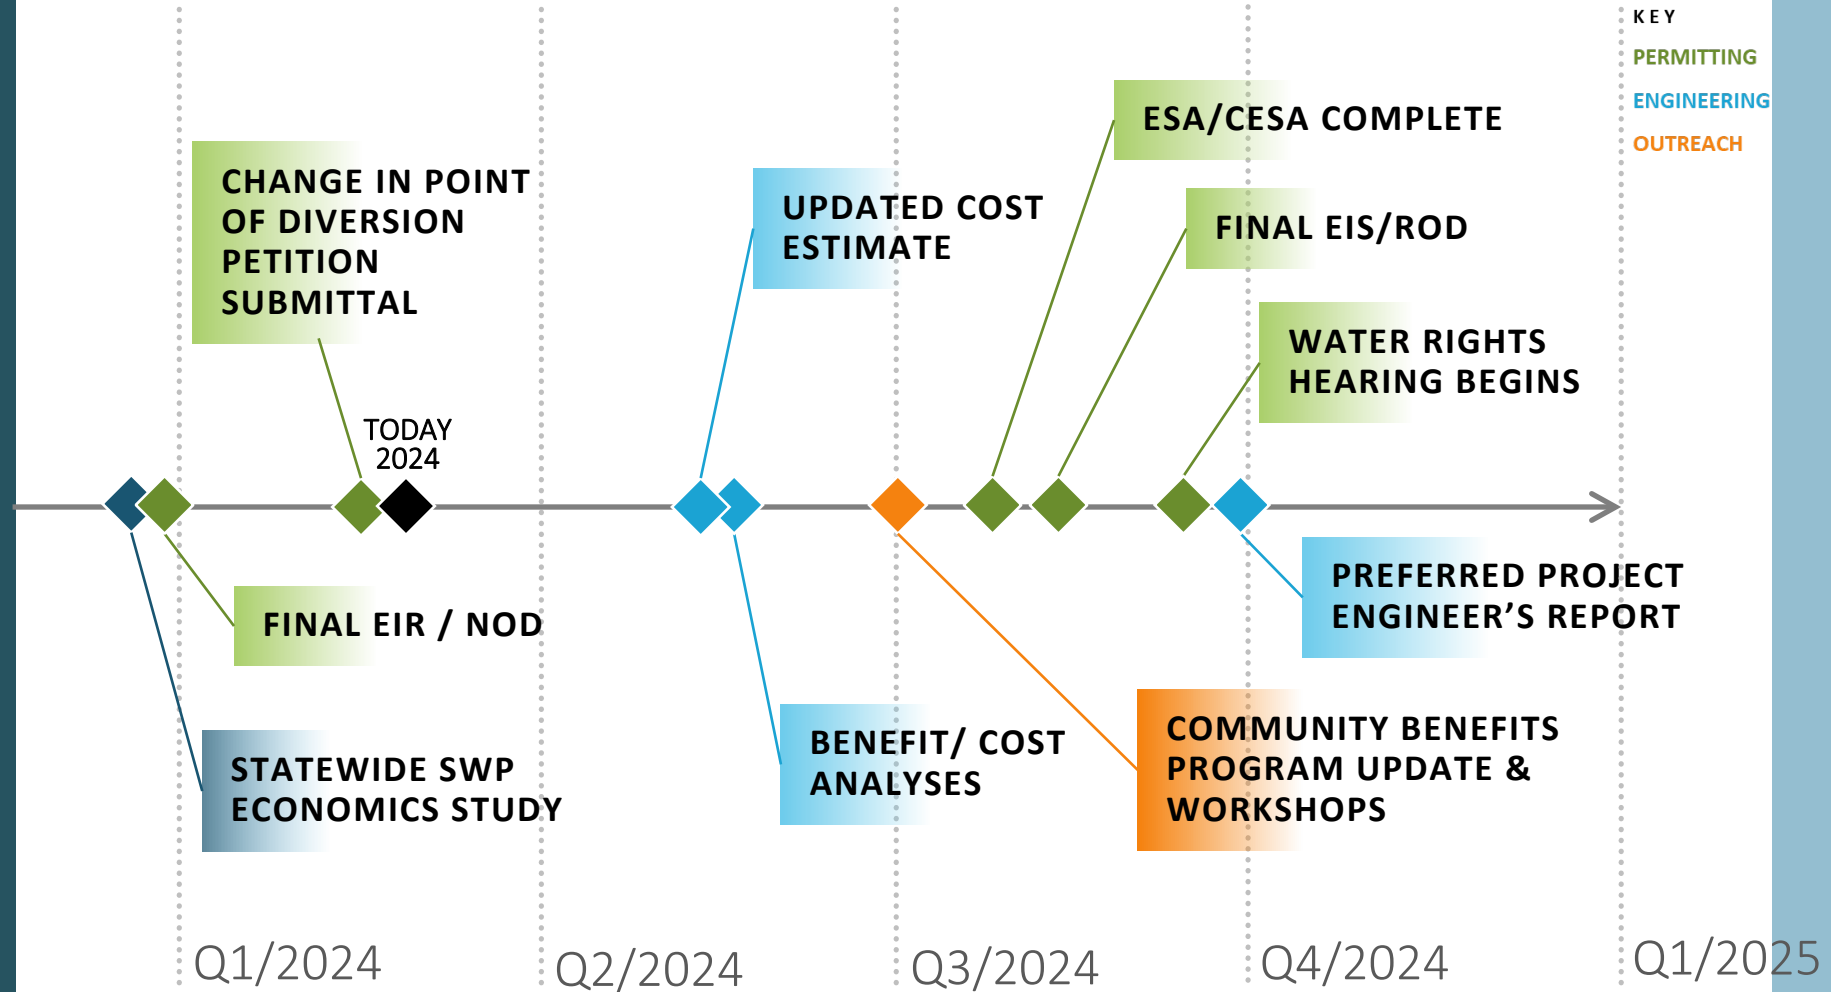 KEY
PERMITTING
ENGINEERING
OUTREACH
ESA/CESA COMPLETE
CHANGE IN POINT
OF DIVERSION
PETITION
SUBMITTAL
UPDATED COST
ESTIMATE
FINAL EIS/ROD
WATER RIGHTS
HEARING BEGINS
TODAY
2024
PREFERRED PROJECT
ENGINEER’S REPORT
FINAL EIR / NOD
STATEWIDE SWP
ECONOMICS STUDY
BENEFIT/ COST
ANALYSES
COMMUNITY BENEFITS
PROGRAM UPDATE &
WORKSHOPS
Q1/2024
Q2/2024
Q3/2024
Q4/2024
Q1/2025